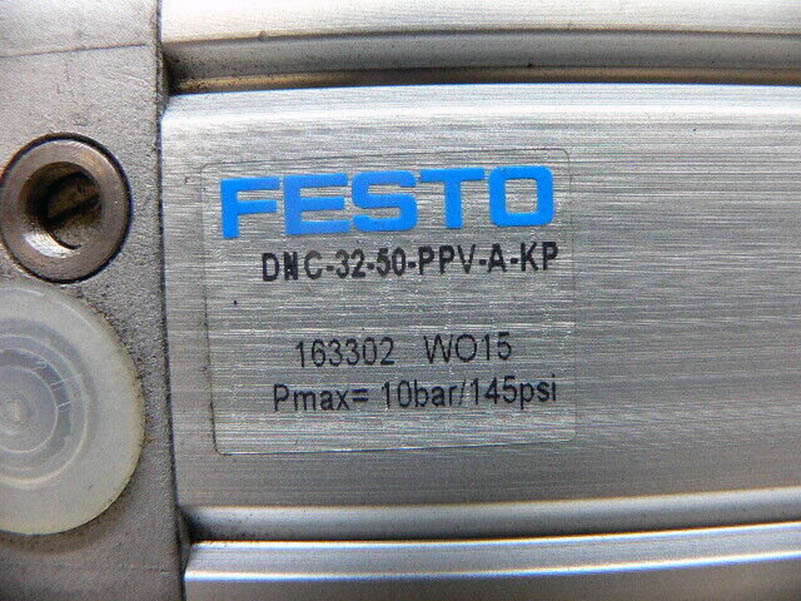 FESTO
DNC-32-50-PPV-A-KP
163302 WO15
Pmax= 10bar/145psi